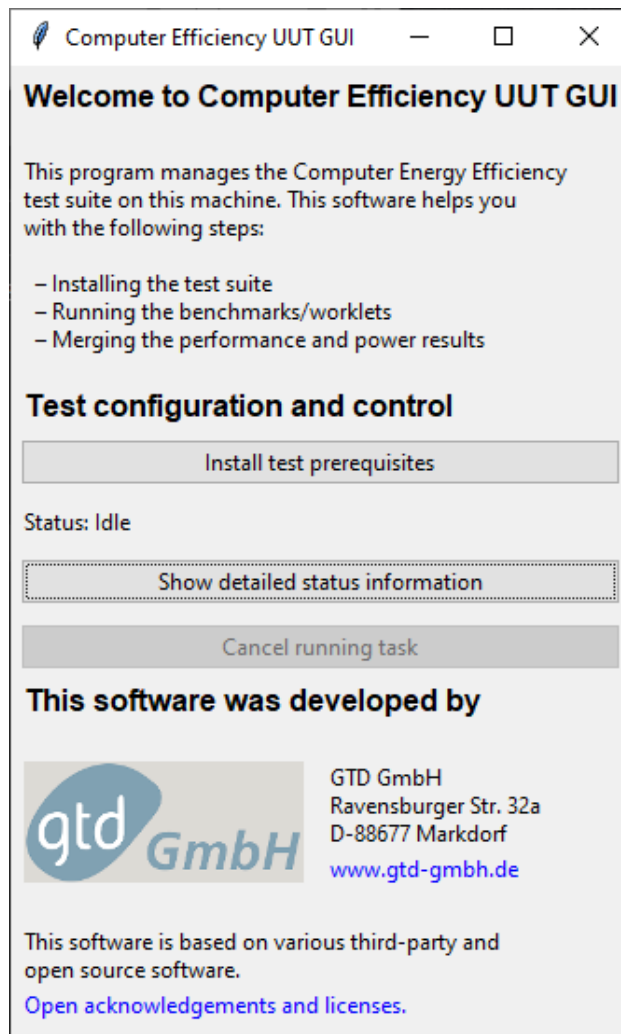 Computer Efficiency UUT GUI
Welcome to Computer Efficiency UUT GUI
This program manages the Computer Energy Efficiency
test suite on this machine. This software helps you
with the following steps:
– Installing the test suite
– Running the benchmarks/worklets
– Merging the performance and power results
Test configuration and control
Install test prerequisites
Status: Idle
Show detailed status information
Cancel running task
This software was developed by
gtd GmbH
GTD GmbH
Ravensburger Str. 32a
D-88677 Markdorf
www.gtd-gmbh.de
This software is based on various third-party and
open source software.
Open acknowledgements and licenses.